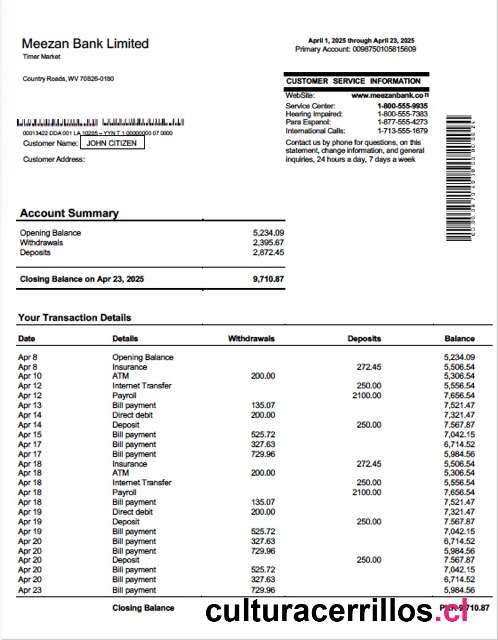 Meezan Bank Limited
Timer Market
Country Roads, WV 70826-0180
April 1, 2025 through April 23, 2025
Primary Account: 0098750105815609
CUSTOMER SERVICE INFORMATION
WebSite: www.meezanbank.co
Service Center: 1-800-555-9935
Hearing Impaired: 1-800-555-7383
Para Espanol: 1-877-555-4273
International Calls: 1-713-555-1679
Contact us by phone for questions, on this
statement, change information, and general
inquiries, 24 hours a day, 7 days a week
00013422 DDA 001 LA 10205 - YYN T 1 00000000 07 0000
Customer Name: JOHN CITIZEN
Customer Address:
Account Summary
Opening Balance 5,234.09
Withdrawals 2,395.67
Deposits 2,872.45
Closing Balance on Apr 23, 2025 9,710.87
Your Transaction Details
Date Details Withdrawals Deposits Balance
Apr 8 Opening Balance 5,234.09
Apr 8 Insurance 272.45 5,506.54
Apr 10 ATM 200.00 5,306.54
Apr 12 Internet Transfer 250.00 5,556.54
Apr 12 Payroll 2100.00 7,656.54
Apr 13 Bill payment 135.07 7,521.47
Apr 14 Direct debit 200.00 7,321.47
Apr 14 Deposit 250.00 7.567.87
Apr 15 Bill payment 525.72 7,042.15
Apr 17 Bill payment 327.63 6,714.52
Apr 17 Bill payment 729.96 5,984.56
Apr 18 Insurance 272.45 5,506.54
Apr 18 ATM 200.00 5,306.54
Apr 18 Internet Transfer 250.00 5,556.54
Apr 18 Payroll 2100.00 7,656.54
Apr 18 Bill payment 135.07 7,521.47
Apr 19 Direct debit 200.00 7,321.47
Apr 19 Deposit 250.00 7.567.87
Apr 19 Bill payment 525.72 7,042.15
Apr 20 Bill payment 327.63 6,714.52
Apr 20 Bill payment 729.96 5,984.56
Apr 20 Deposit 250.00 7.567.87
Apr 20 Bill payment 525.72 7,042.15
Apr 20 Bill payment 327.63 6,714.52
Apr 23 Bill payment 729.96 5,984.56
Closing Balance 9,710.87
culturacerrillos.cl